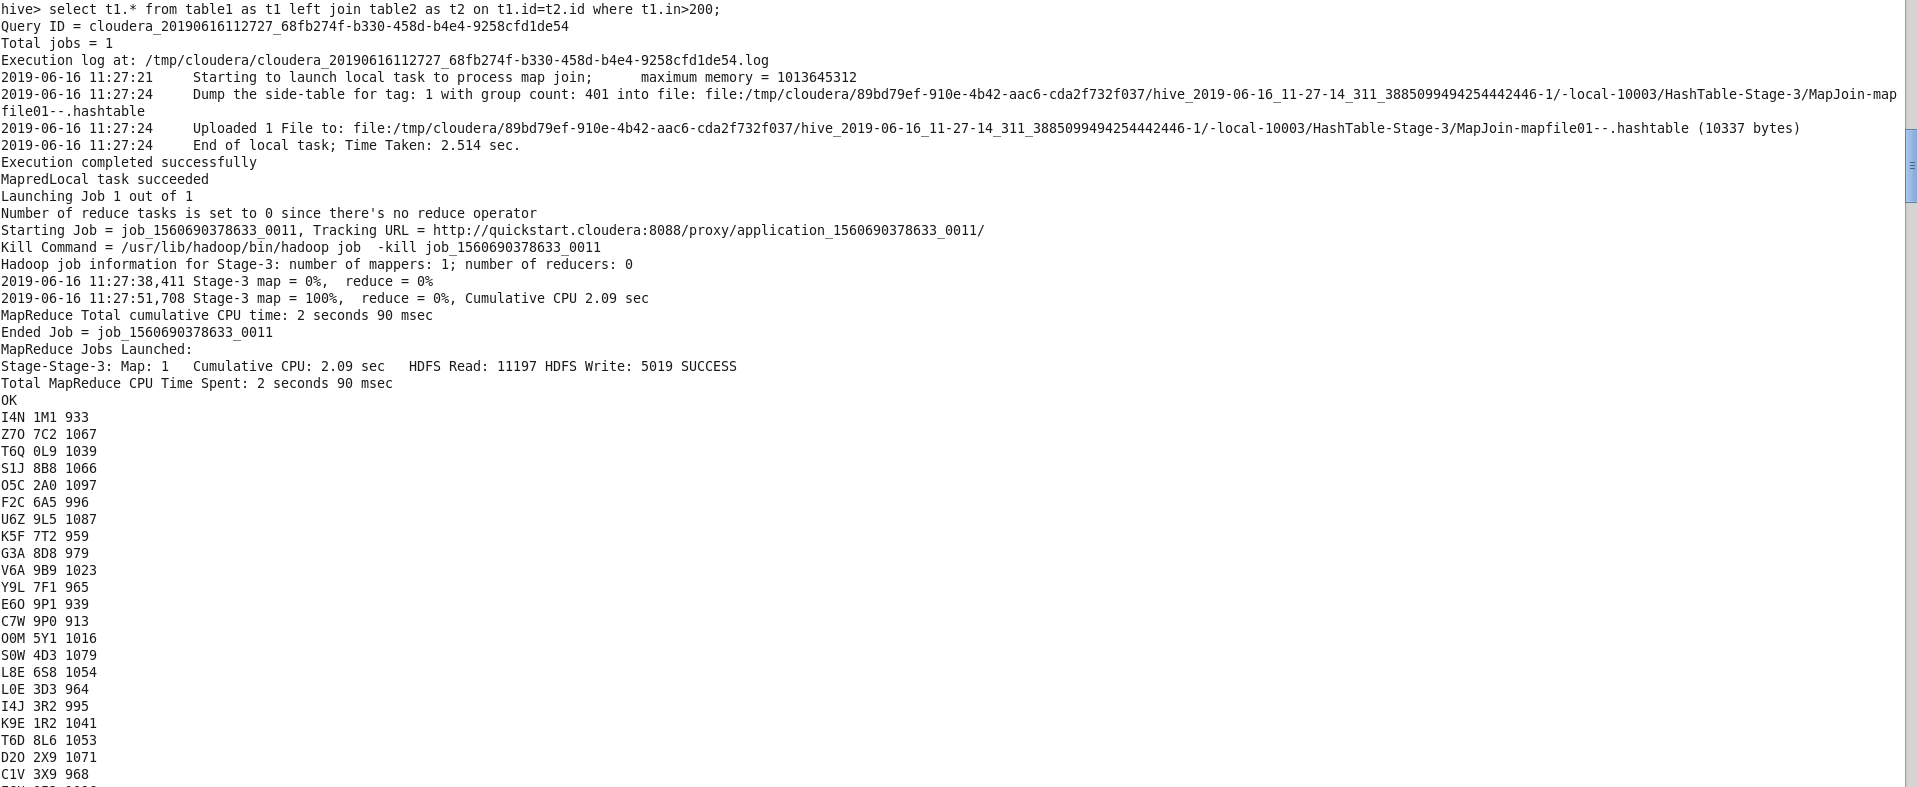 hive> select t1.* from table1 as t1 left join table2 as t2 on t1.id=t2.id where t1.in>200;
Query ID = cloudera_20190616112727_68fb274f-b330-458d-b4e4-9258cfd1de54
Total jobs = 1
Execution log at: /tmp/cloudera/cloudera_20190616112727_68fb274f-b330-458d-b4e4-9258cfd1de54.log
2019-06-16 11:27:21     Starting to launch local task to process map join;      maximum memory = 1013645312
2019-06-16 11:27:24     Dump the side-table for tag: 1 with group count: 401 into file: file:/tmp/cloudera/89bd79ef-910e-4b42-aac6-cda2f732f037/hive_2019-06-16_11-27-14_311_3885099494254442446-1/-local-10003/HashTable-Stage-3/MapJoin-map
file01--.hashtable
2019-06-16 11:27:24     Uploaded 1 File to: file:/tmp/cloudera/89bd79ef-910e-4b42-aac6-cda2f732f037/hive_2019-06-16_11-27-14_311_3885099494254442446-1/-local-10003/HashTable-Stage-3/MapJoin-mapfile01--.hashtable (10337 bytes)
2019-06-16 11:27:24     End of local task; Time Taken: 2.514 sec.
Execution completed successfully
MapredLocal task succeeded
Launching Job 1 out of 1
Number of reduce tasks is set to 0 since there's no reduce operator
Starting Job = job_1560690378633_0011, Tracking URL = http://quickstart.cloudera:8088/proxy/application_1560690378633_0011/
Kill Command = /usr/lib/hadoop/bin/hadoop job  -kill job_1560690378633_0011
Hadoop job information for Stage-3: number of mappers: 1; number of reducers: 0
2019-06-16 11:27:38,411 Stage-3 map = 0%,  reduce = 0%
2019-06-16 11:27:51,708 Stage-3 map = 100%,  reduce = 0%, Cumulative CPU 2.09 sec
MapReduce Total cumulative CPU time: 2 seconds 90 msec
Ended Job = job_1560690378633_0011
MapReduce Jobs Launched:
Stage-Stage-3: Map: 1   Cumulative CPU: 2.09 sec   HDFS Read: 11197 HDFS Write: 5019 SUCCESS
Total MapReduce CPU Time Spent: 2 seconds 90 msec
OK
I4N 1M1 933
Z7O 7C2 1067
T6Q 0L9 1039
S1J 8B8 1066
O5C 2A0 1097
F2C 6A5 996
U6Z 9L5 1087
K5F 7T2 959
G3A 8D8 979
V6A 9B9 1023
Y9L 7F1 965
E6O 9P1 939
C7W 9P0 913
O0M 5Y1 1016
S0W 4D3 1079
L8E 6S8 1054
L0E 3D3 964
I4J 3R2 995
K9E 1R2 1041
T6D 8L6 1053
D2O 2X9 1071
C1V 3X9 968